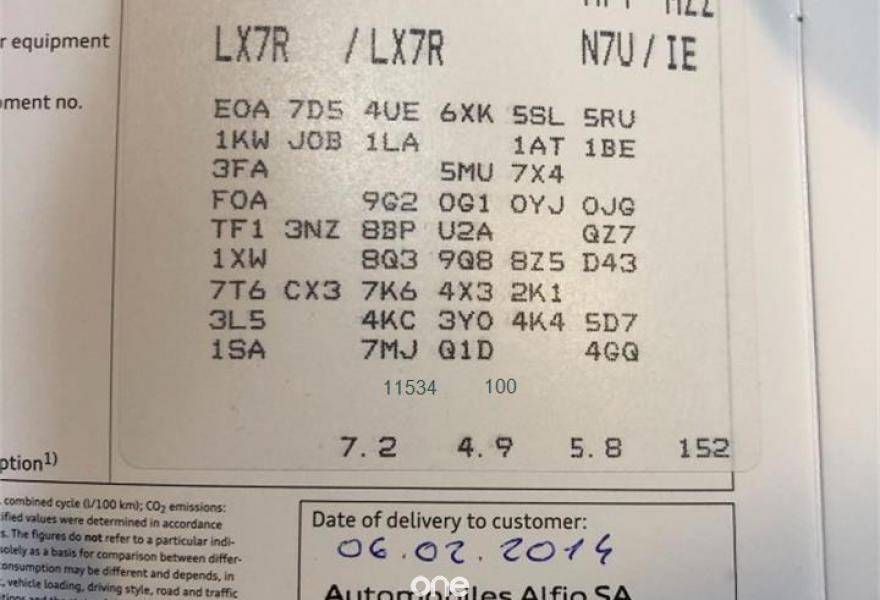 r equipment
LX7R / LX7R N7U / IE
oment no.
EOA 7D5 4UE 6XK 5SL 5RU
1KW JOB 1LA 1AT 1BE
3FA 5MU 7X4
FOA 9G2 OG1 OYJ OJG
TF1 3NZ 8BP U2A QZ7
1XW 8Q3 9Q8 8Z5 D43
7T6 CX3 7K6 4X3 2K1
3L5 4KC 3YO 4K4 5D7
1SA 7MJ Q1D 4GQ
11534 100
7.2 4.9 5.8 152
ption1)
combined cycle (l/100 km); CO2 emissions:
ified values were determined in accordance
s. The figures do not refer to a particular indi-
solely as a basis for comparison between differ-
onsumption may be different and depends, in
, vehicle loading, driving style, road and traffic
Date of delivery to customer:
06.02.2014
Automobiles Alfio SA
one